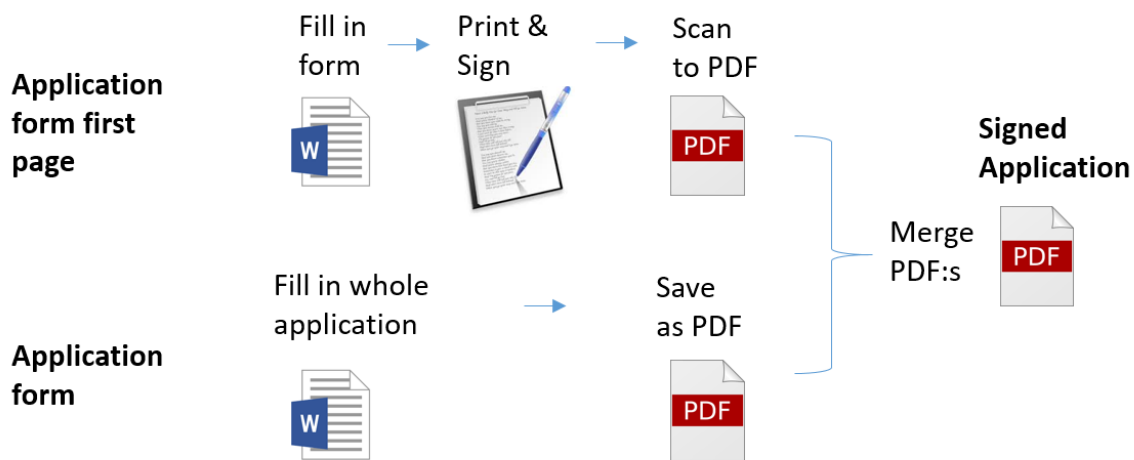 Application
form first
page
Fill in
form
W
Print &
Sign
Scan
to PDF
PDF
Application
form
Fill in whole
application
W
Save
as PDF
PDF
Merge
PDF:s
Signed
Application
PDF